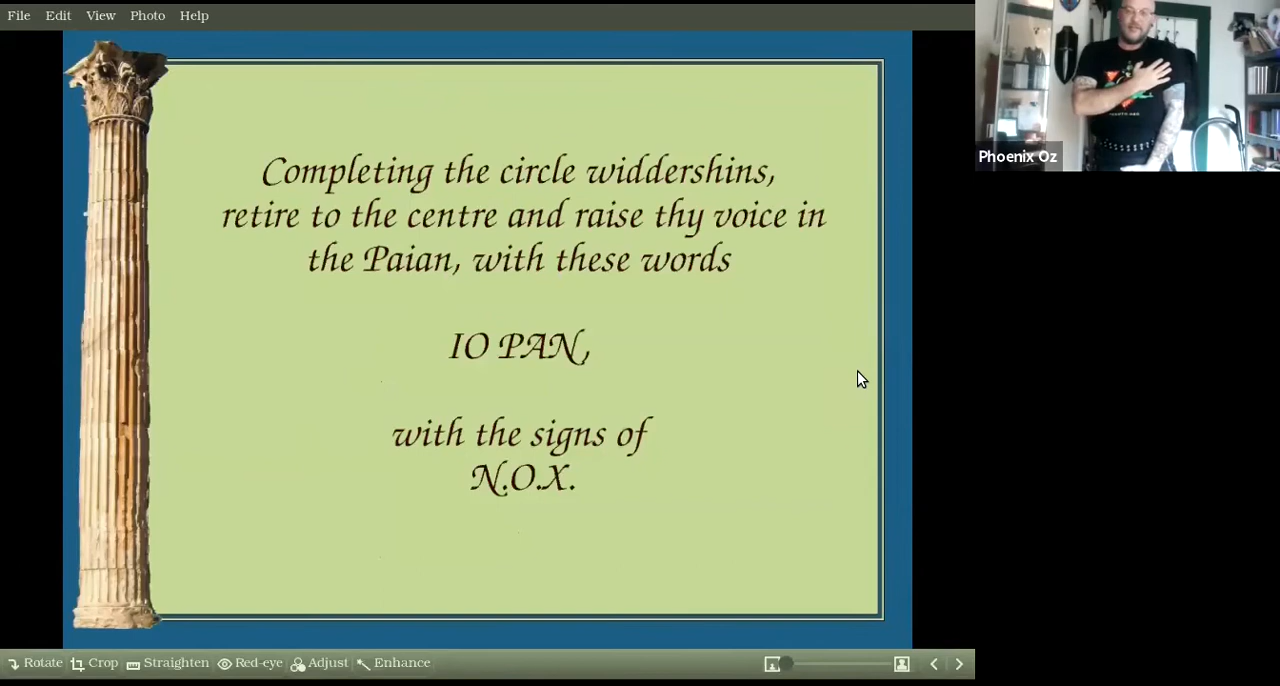 File Edit View Photo Help
Completing the circle widdershins,
retire to the centre and raise thy voice in
the Paian, with these words
IO PAN,
with the signs of
N.O.X.
Phoenix Oz
Rotate Crop Straighten Red-eye Adjust Enhance